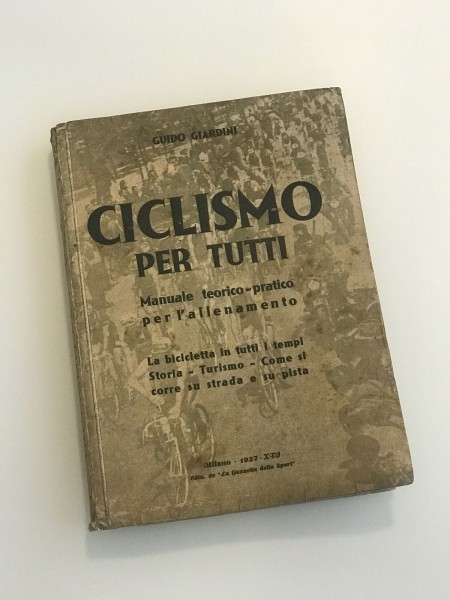 GUIDO GIARDINI
CICLISMO
PER TUTTI
Manuale teorico-pratico
per l'allenamento
La bicicletta in tutti i tempi
Storia - Turismo - Come si
corre su strada e su pista
Milano - 1937 - XV
Ediz. de "La Gazzetta dello Sport"